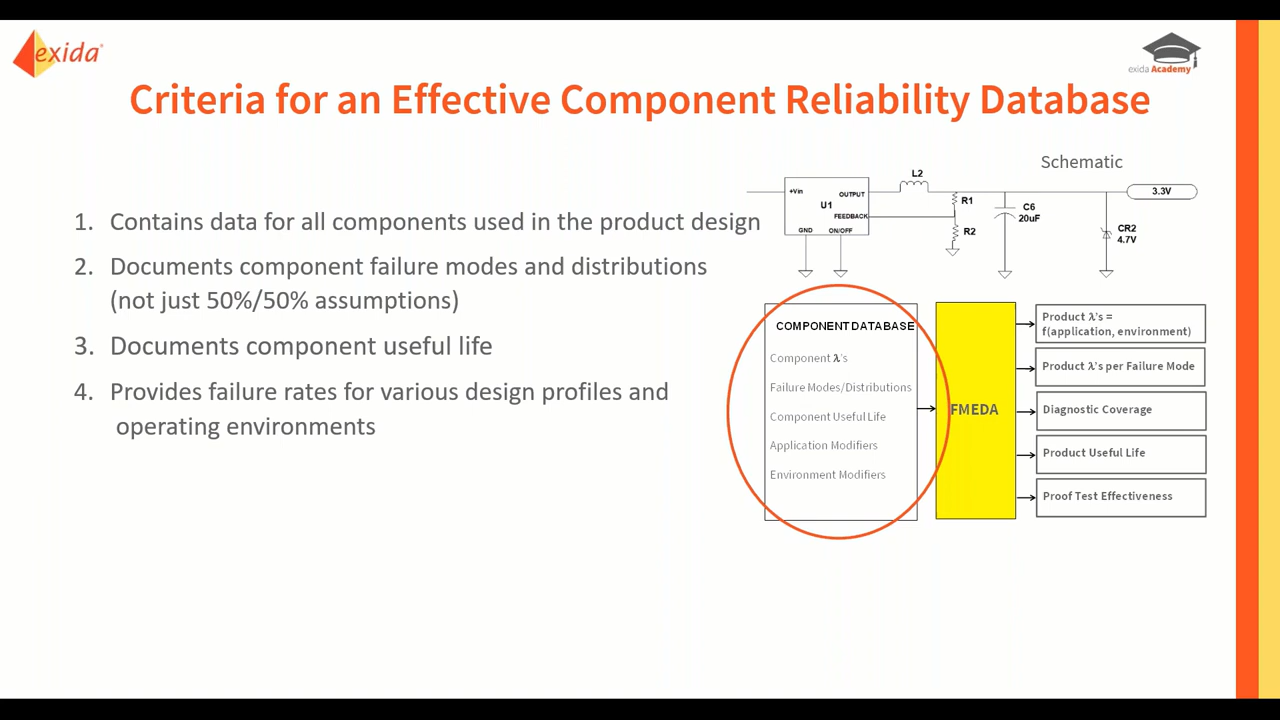 exida
exida Academy
Criteria for an Effective Component Reliability Database
1. Contains data for all components used in the product design
2. Documents component failure modes and distributions
(not just 50%/50% assumptions)
3. Documents component useful life
4. Provides failure rates for various design profiles and
operating environments
Schematic
L2
+Vin
OUTPUT
U1
FEEDBACK
GND
ON/OFF
R1
R2
C6
20uF
CR2
4.7V
3.3V
COMPONENT DATABASE
Component λ's
Failure Modes/Distributions
Component Useful Life
Application Modifiers
Environment Modifiers
FMEDA
Product λ's =
f(application, environment)
Product λ's per Failure Mode
Diagnostic Coverage
Product Useful Life
Proof Test Effectiveness